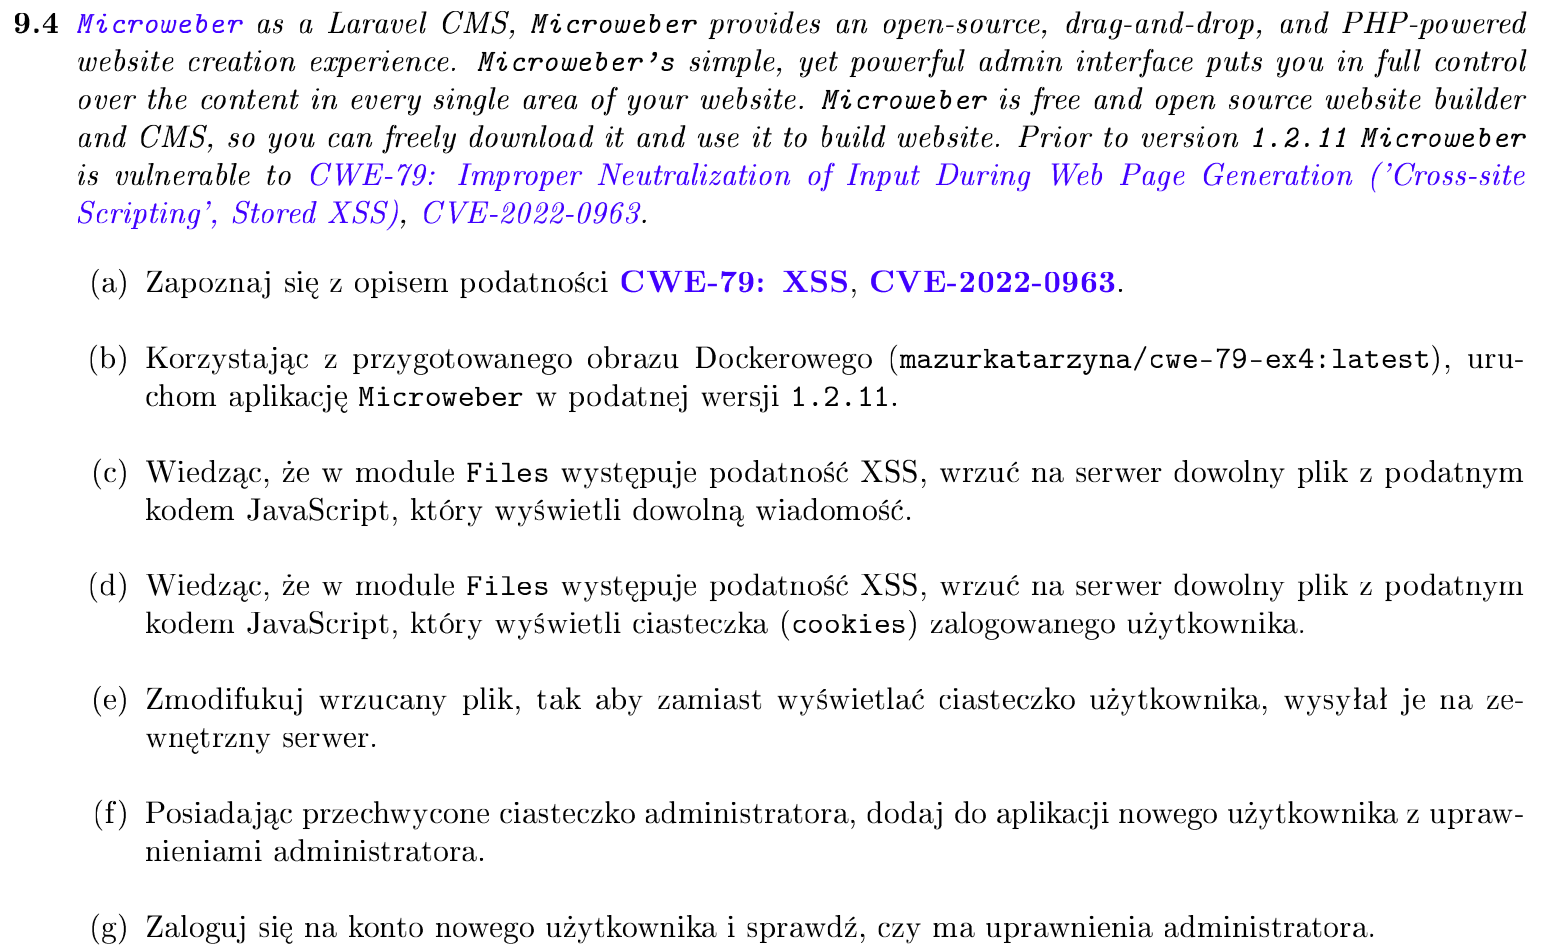 9.4 Microweber as a Laravel CMS, Microweber provides an open-source, drag-and-drop, and PHP-powered
website creation experience. Microweber's simple, yet powerful admin interface puts you in full control
over the content in every single area of your website. Microweber is free and open source website builder
and CMS, so you can freely download it and use it to build website. Prior to version 1.2.11 Microweber
is vulnerable to CWE-79: Improper Neutralization of Input During Web Page Generation ('Cross-site
Scripting', Stored XSS), CVE-2022-0963.
(a) Zapoznaj się z opisem podatności CWE-79: XSS, CVE-2022-0963.
(b) Korzystając z przygotowanego obrazu Dockerowego (mazurkatarzyna/cwe-79-ex4:latest), uru-
chom aplikację Microweber w podatnej wersji 1.2.11.
(c) Wiedząc, że w module Files występuje podatność XSS, wrzuć na serwer dowolny plik z podatnym
kodem JavaScript, który wyświetli dowolną wiadomość.
(d) Wiedząc, że w module Files występuje podatność XSS, wrzuć na serwer dowolny plik z podatnym
kodem JavaScript, który wyświetli ciasteczka (cookies) zalogowanego użytkownika.
(e) Zmodifukuj wrzucany plik, tak aby zamiast wyświetlać ciasteczko użytkownika, wysyłał je na ze-
wnętrzny serwer.
(f) Posiadając przechwycone ciasteczko administratora, dodaj do aplikacji nowego użytkownika z upraw-
nieniami administratora.
(g) Zaloguj się na konto nowego użytkownika i sprawdź, czy ma uprawnienia administratora.